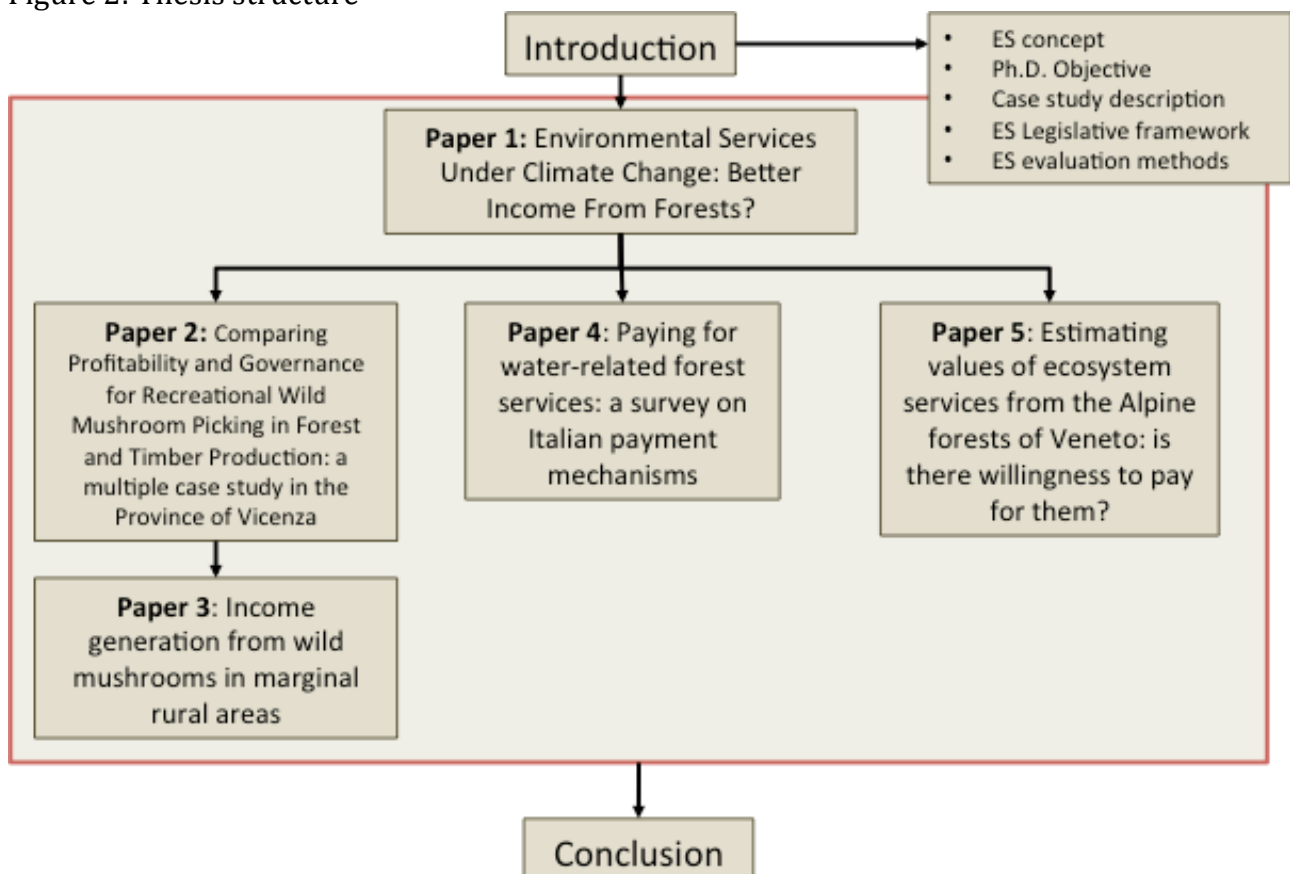 Figure 2: Thesis structure
Introduction
• ES concept
• Ph.D. Objective
• Case study description
• ES Legislative framework
• ES evaluation methods
Paper 1: Environmental Services
Under Climate Change: Better
Income From Forests?
Paper 2: Comparing
Profitability and Governance
for Recreational Wild
Mushroom Picking in Forest
and Timber Production: a
multiple case study in the
Province of Vicenza
Paper 3: Income
generation from wild
mushrooms in marginal
rural areas
Paper 4: Paying for
water-related forest
services: a survey on
Italian payment
mechanisms
Paper 5: Estimating
values of ecosystem
services from the Alpine
forests of Veneto: is
there willingness to pay
for them?
Conclusion